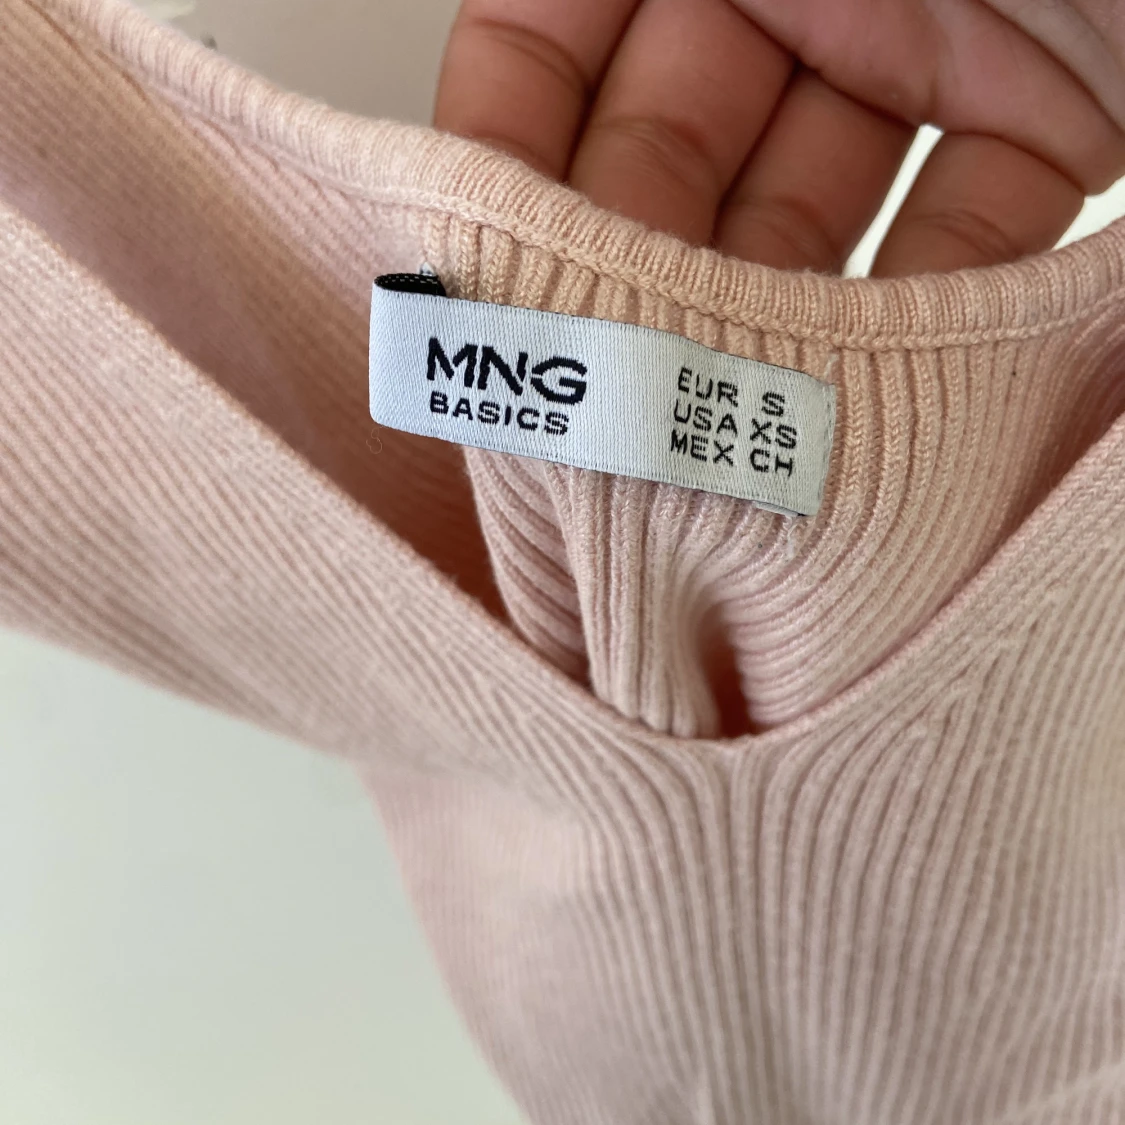 MNG
BASICS
EUR S
USA XS
MEX CH